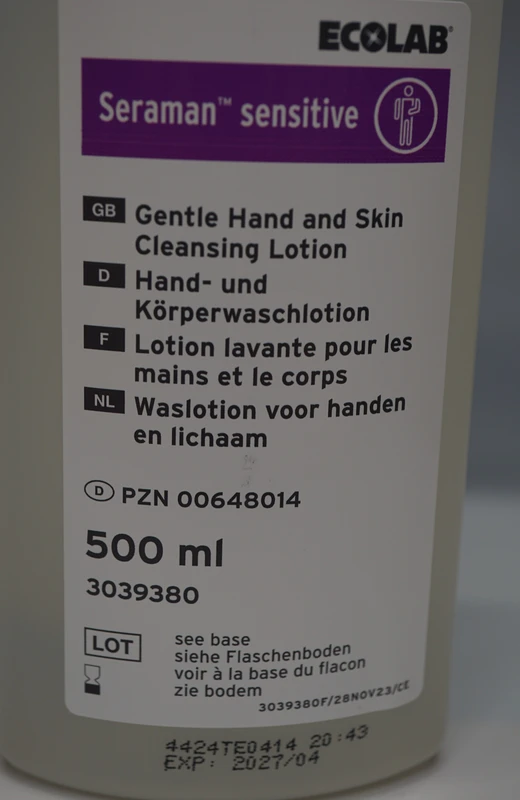 ECOLAB®
Seraman™ sensitive
GB Gentle Hand and Skin
Cleansing Lotion
D Hand- und
Körperwaschlotion
F Lotion lavante pour les
mains et le corps
NL Waslotion voor handen
en lichaam
D PZN 00648014
500 ml
3039380
LOT see base
siehe Flaschenboden
voir à la base du flacon
zie bodem
3039380F/28NOV23/CE
4424TE0414 20:43
EXP: 2027/04